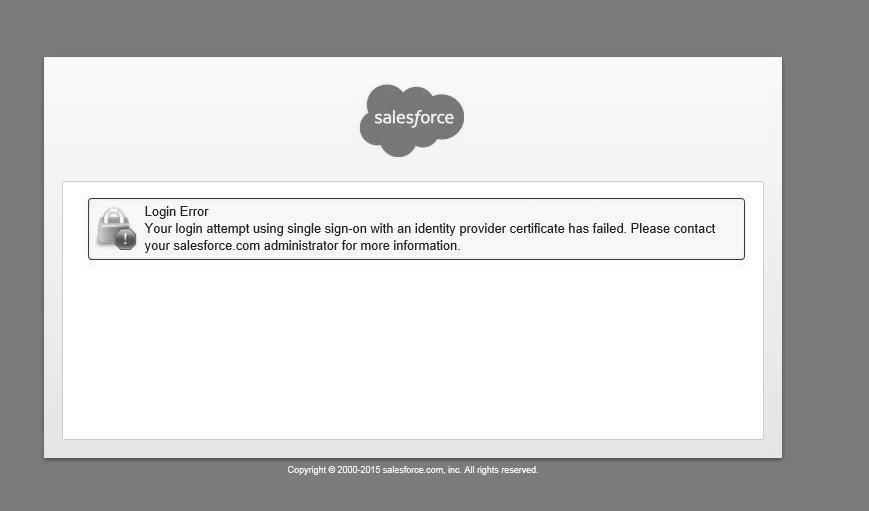 salesforce
Login Error
Your login attempt using single sign-on with an identity provider certificate has failed. Please contact
your salesforce.com administrator for more information.
Copyright © 2000-2015 salesforce.com, inc. All rights reserved.